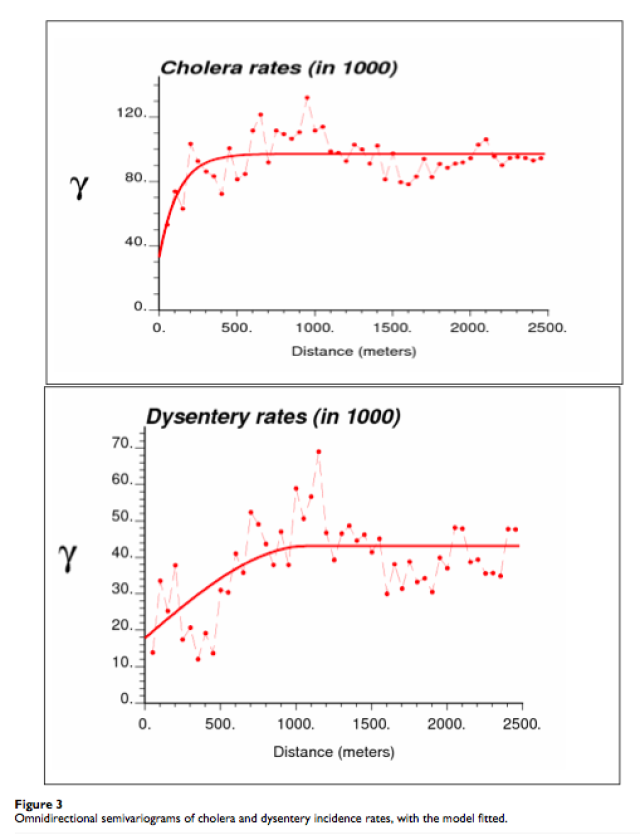 Cholera rates (in 1000)
120.
80.
40.
0.
γ
0. 500. 1000. 1500. 2000. 2500.
Distance (meters)
Dysentery rates (in 1000)
70.
60.
50.
40.
30.
20.
10.
0.
γ
0. 500. 1000. 1500. 2000. 2500.
Distance (meters)
Figure 3
Omnidirectional semivariograms of cholera and dysentery incidence rates, with the model fitted.